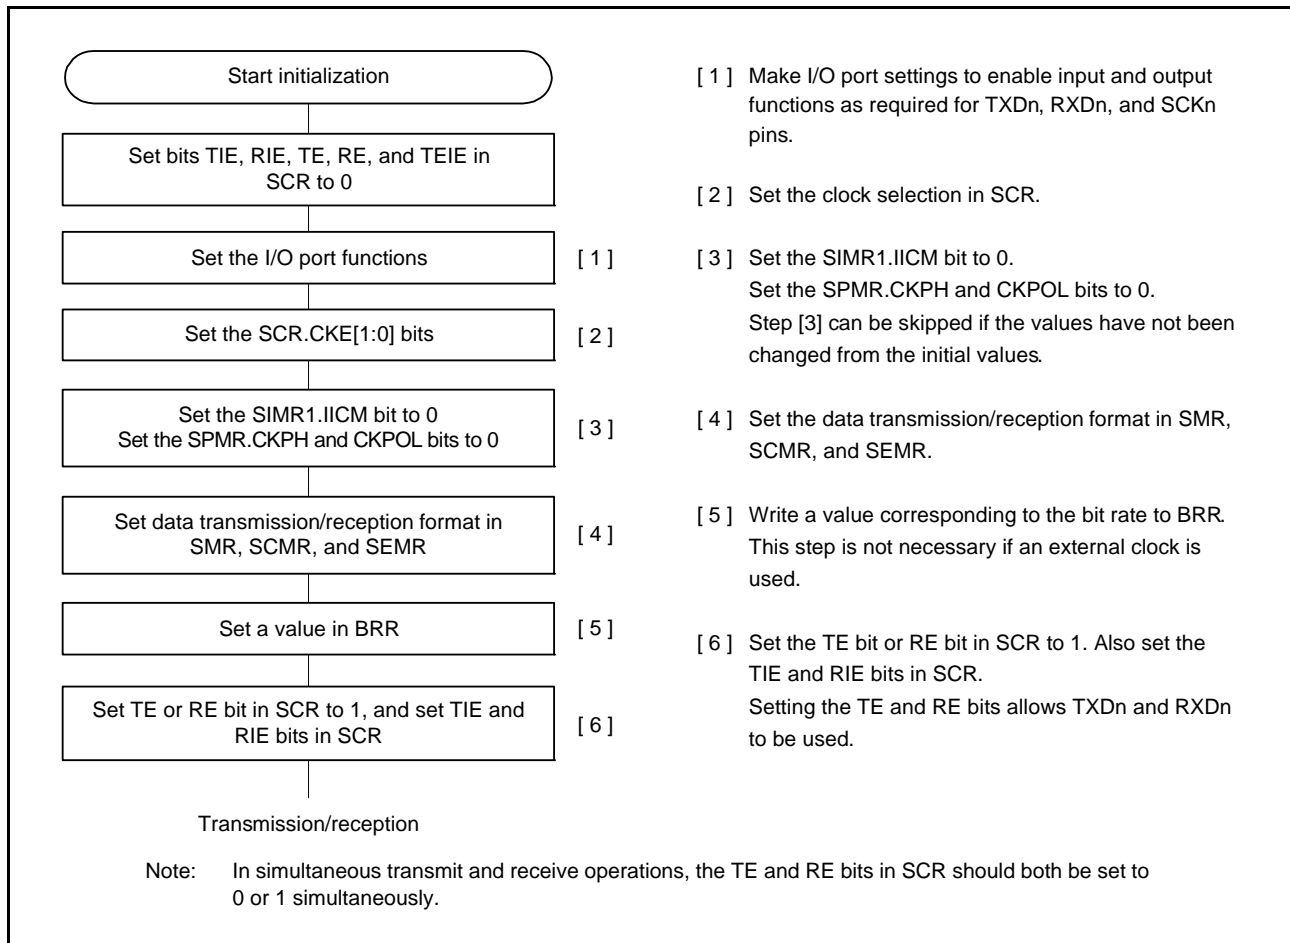 Start initialization
Set bits TIE, RIE, TE, RE, and TEIE in
SCR to 0
Set the I/O port functions
[ 1 ]
Set the SCR.CKE[1:0] bits
[ 2 ]
Set the SIMR1.IICM bit to 0
Set the SPMR.CKPH and CKPOL bits to 0
[ 3 ]
Set data transmission/reception format in
SMR, SCMR, and SEMR
[ 4 ]
Set a value in BRR
[ 5 ]
Set TE or RE bit in SCR to 1, and set TIE and
RIE bits in SCR
[ 6 ]
Transmission/reception
[ 1 ] Make I/O port settings to enable input and output
functions as required for TXDn, RXDn, and SCKn
pins.
[ 2 ] Set the clock selection in SCR.
[ 3 ] Set the SIMR1.IICM bit to 0.
Set the SPMR.CKPH and CKPOL bits to 0.
Step [3] can be skipped if the values have not been
changed from the initial values.
[ 4 ] Set the data transmission/reception format in SMR,
SCMR, and SEMR.
[ 5 ] Write a value corresponding to the bit rate to BRR.
This step is not necessary if an external clock is
used.
[ 6 ] Set the TE bit or RE bit in SCR to 1. Also set the
TIE and RIE bits in SCR.
Setting the TE and RE bits allows TXDn and RXDn
to be used.
Note: In simultaneous transmit and receive operations, the TE and RE bits in SCR should both be set to
0 or 1 simultaneously.